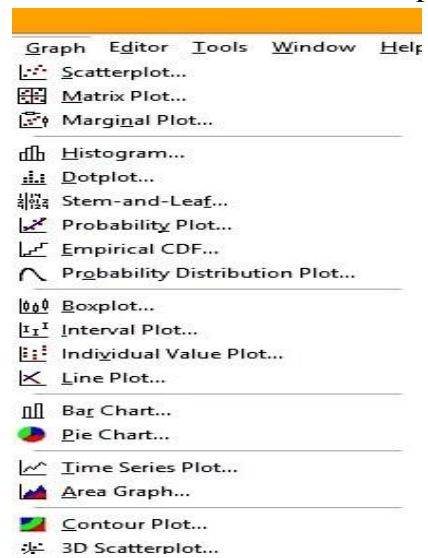 Graph Editor Tools Window Help
Scatterplot...
Matrix Plot...
Marginal Plot...
Histogram...
Dotplot...
Stem-and-Leaf...
Probability Plot...
Empirical CDF...
Probability Distribution Plot...
Boxplot...
Interval Plot...
Individual Value Plot...
Line Plot...
Bar Chart...
Pie Chart...
Time Series Plot...
Area Graph...
Contour Plot...
3D Scatterplot...